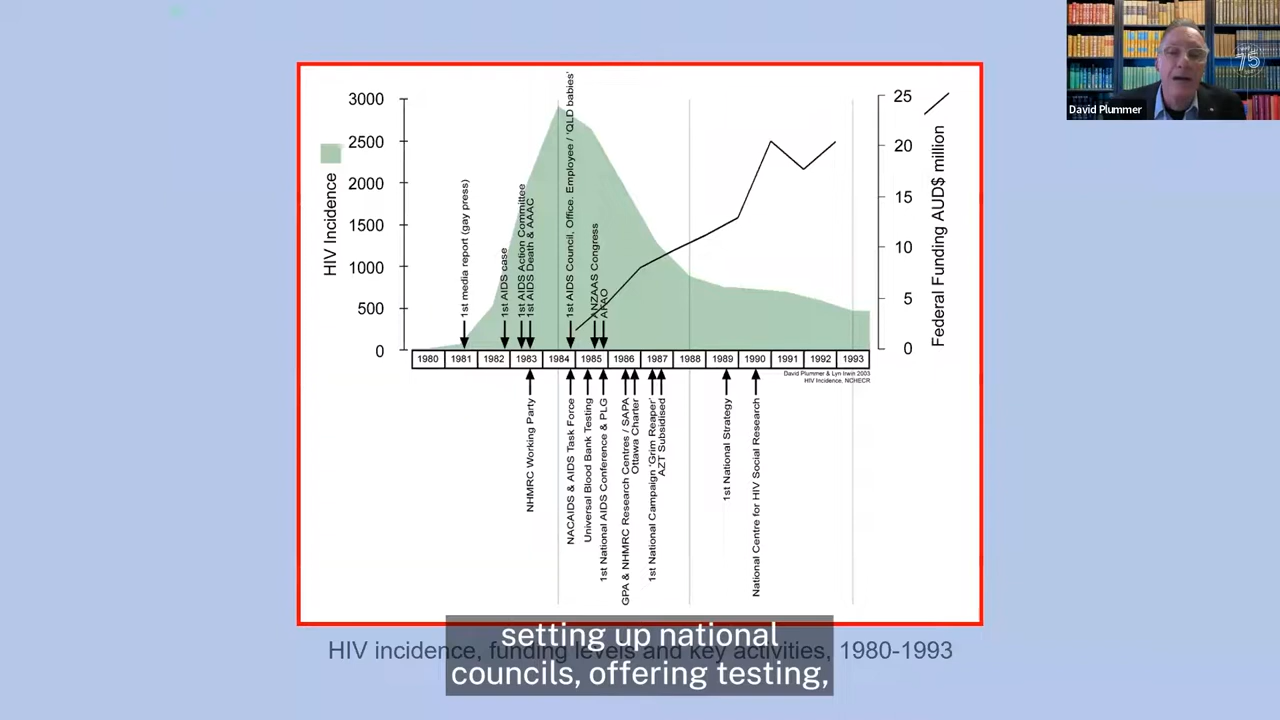 David Plummer
75
3000
2500
2000
1500
1000
500
0
HIV Incidence
25
20
15
10
5
0
Federal Funding AUD$ million
1st media report (gay press)
1st AIDS case
1st AIDS Action Committee
1st AIDS Death & AAAC
1st AIDS Council, Office. Employee / 'QLD babies'
ANZAAS Congress
AFAO
1980 1981 1982 1983 1984 1985 1986 1987 1988 1989 1990 1991 1992 1993
David Plummer & Lyn Irwin 2003
HIV Incidence, NCHECR
NHMRC Working Party
NACAIDS & AIDS Task Force
Universal Blood Bank Testing
1st National AIDS Conference & PLG
GPA & NHMRC Research Centres / SAPA
Ottawa Charter
1st National Campaign 'Grim Reaper'
AZT Subsidised
1st National Strategy
National Centre for HIV Social Research
HIV incidence, funding levels and key activities, 1980-1993
setting up national
councils, offering testing,